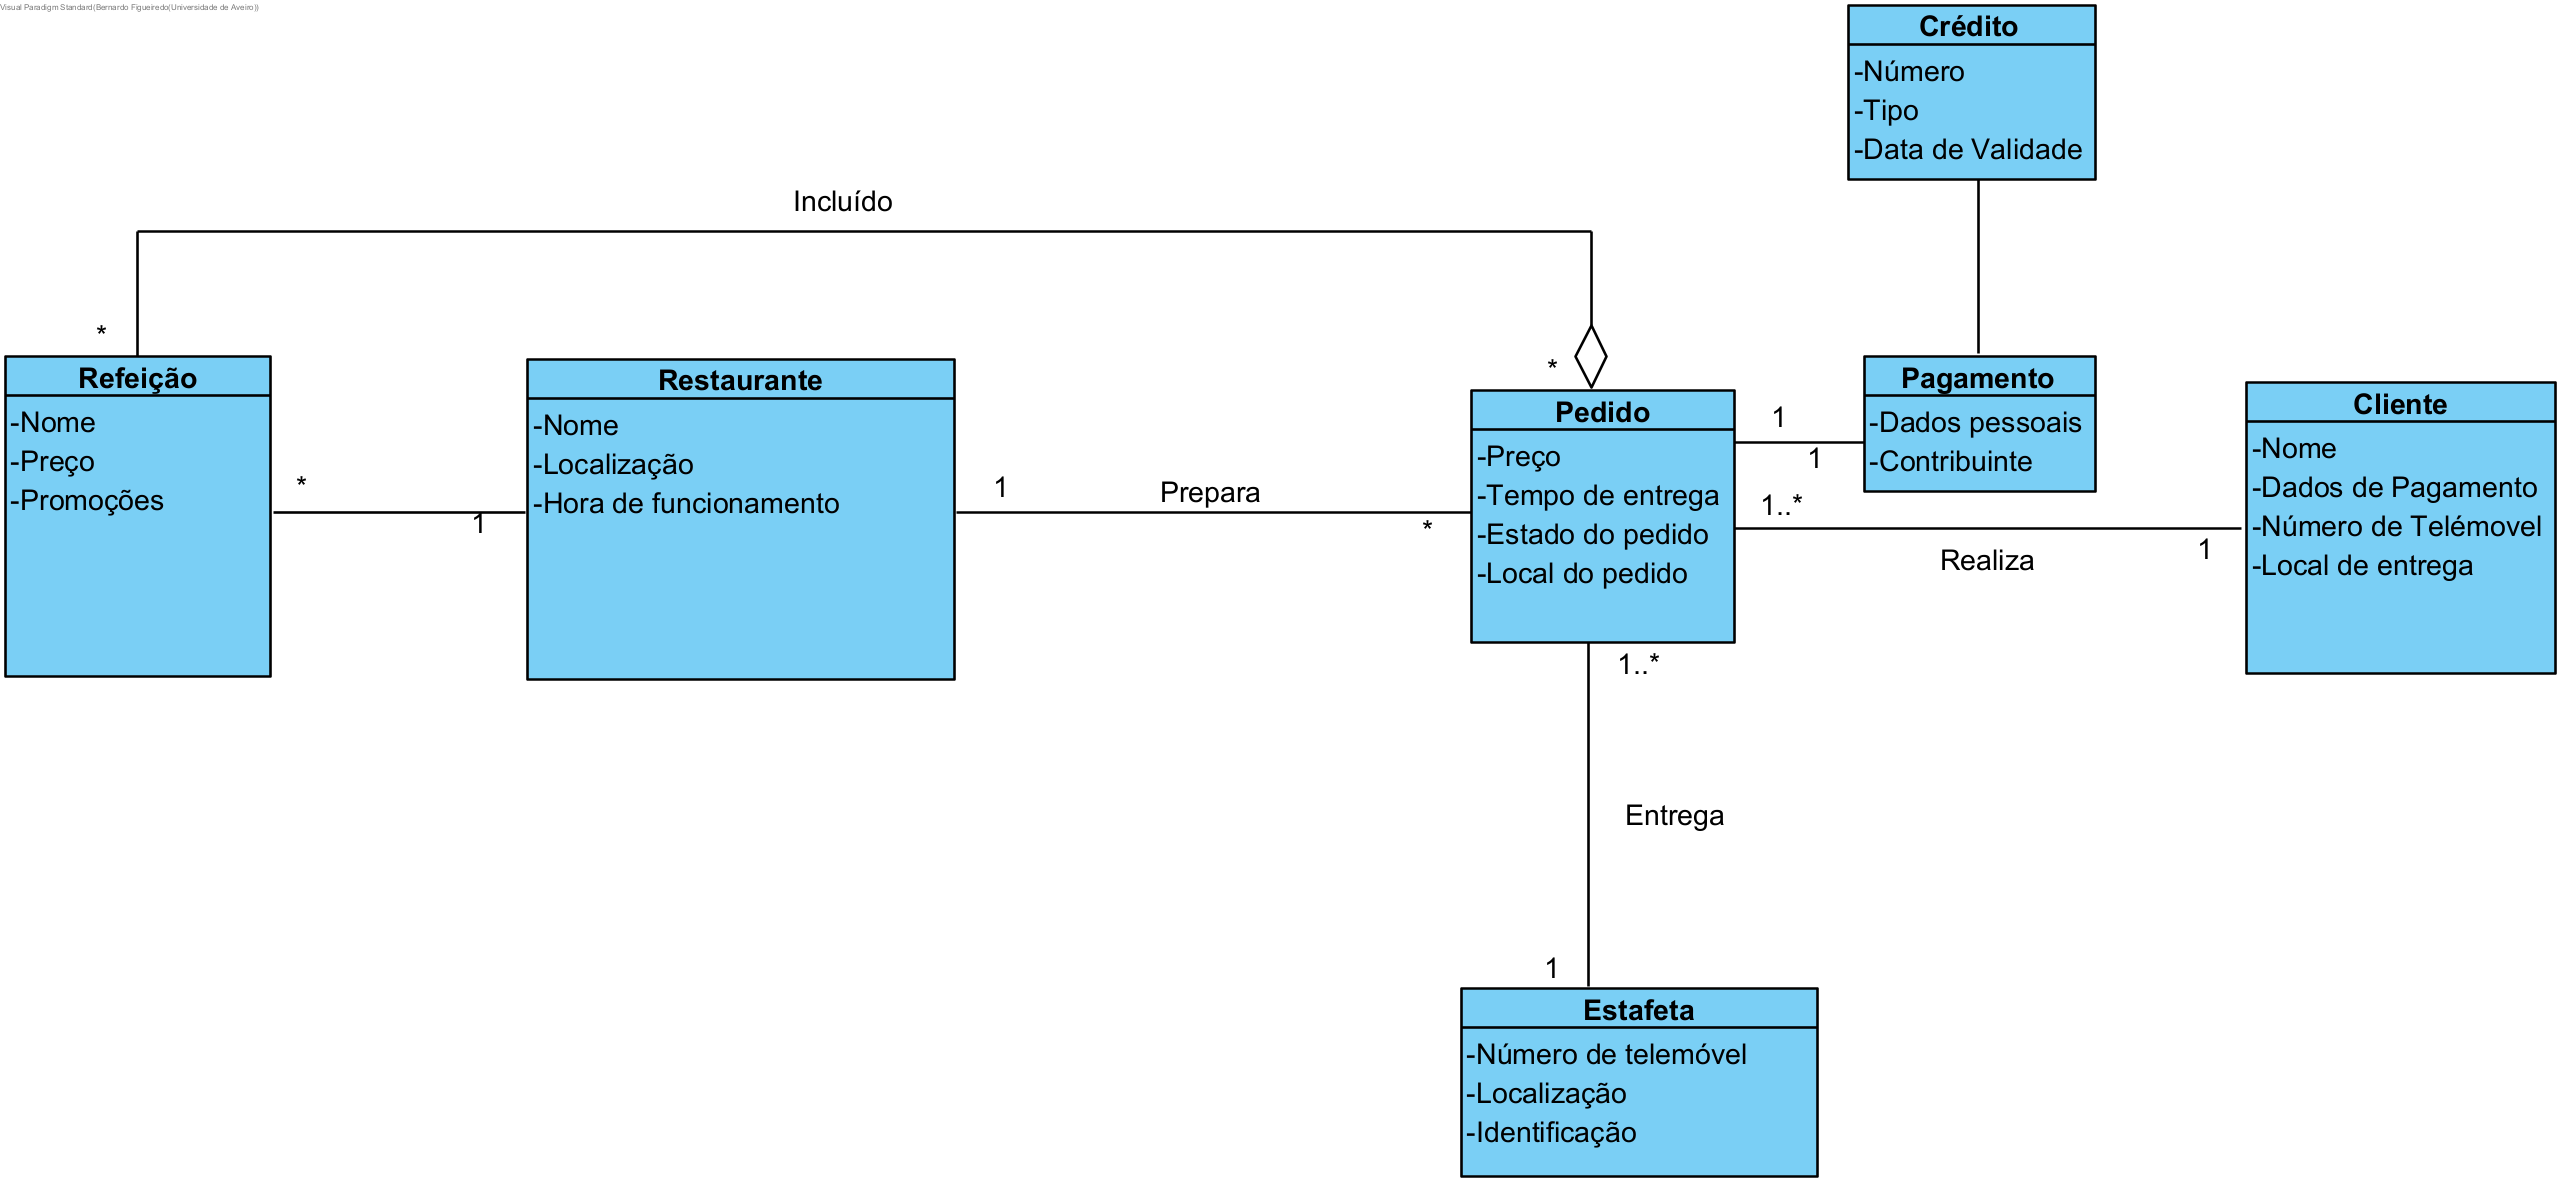 Visual Paradigm Standard(Bernardo Figueiredo(Universidade de Aveiro))
Crédito
-Número
-Tipo
-Data de Validade
Incluído
*
*
Refeição
-Nome
-Preço
-Promoções
*
1
Restaurante
-Nome
-Localização
-Hora de funcionamento
1
Prepara
*
Pedido
-Preço
-Tempo de entrega
-Estado do pedido
-Local do pedido
1
1
Pagamento
-Dados pessoais
-Contribuinte
1..*
Realiza
1
Cliente
-Nome
-Dados de Pagamento
-Número de Telémovel
-Local de entrega
1..*
Entrega
1
Estafeta
-Número de telemóvel
-Localização
-Identificação